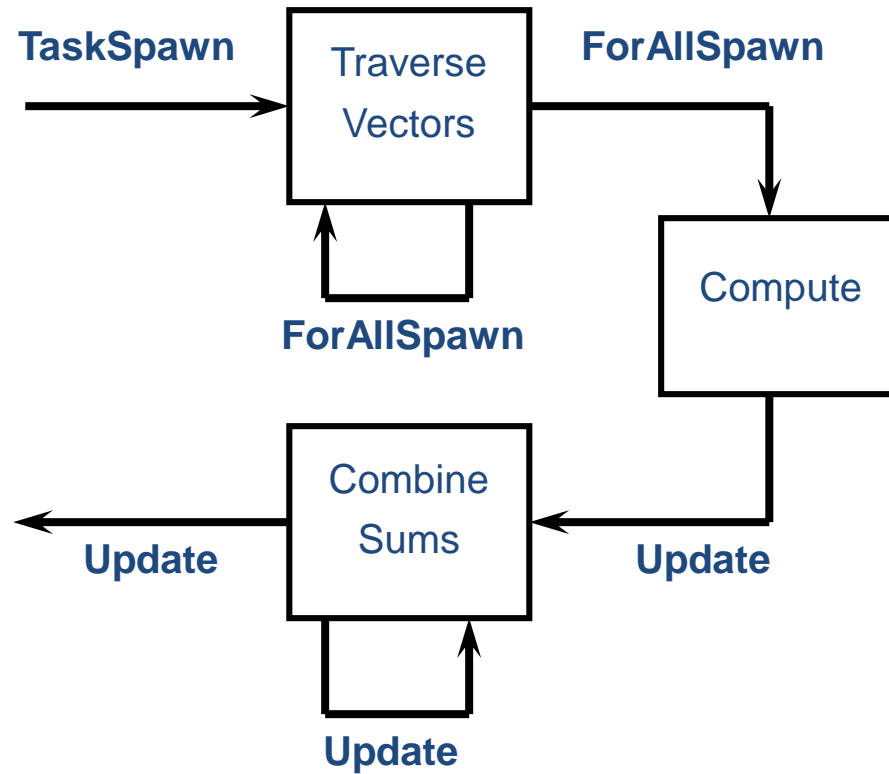 TaskSpawn
Traverse
Vectors
ForAllSpawn
ForAllSpawn
Compute
Combine
Sums
Update
Update
Update